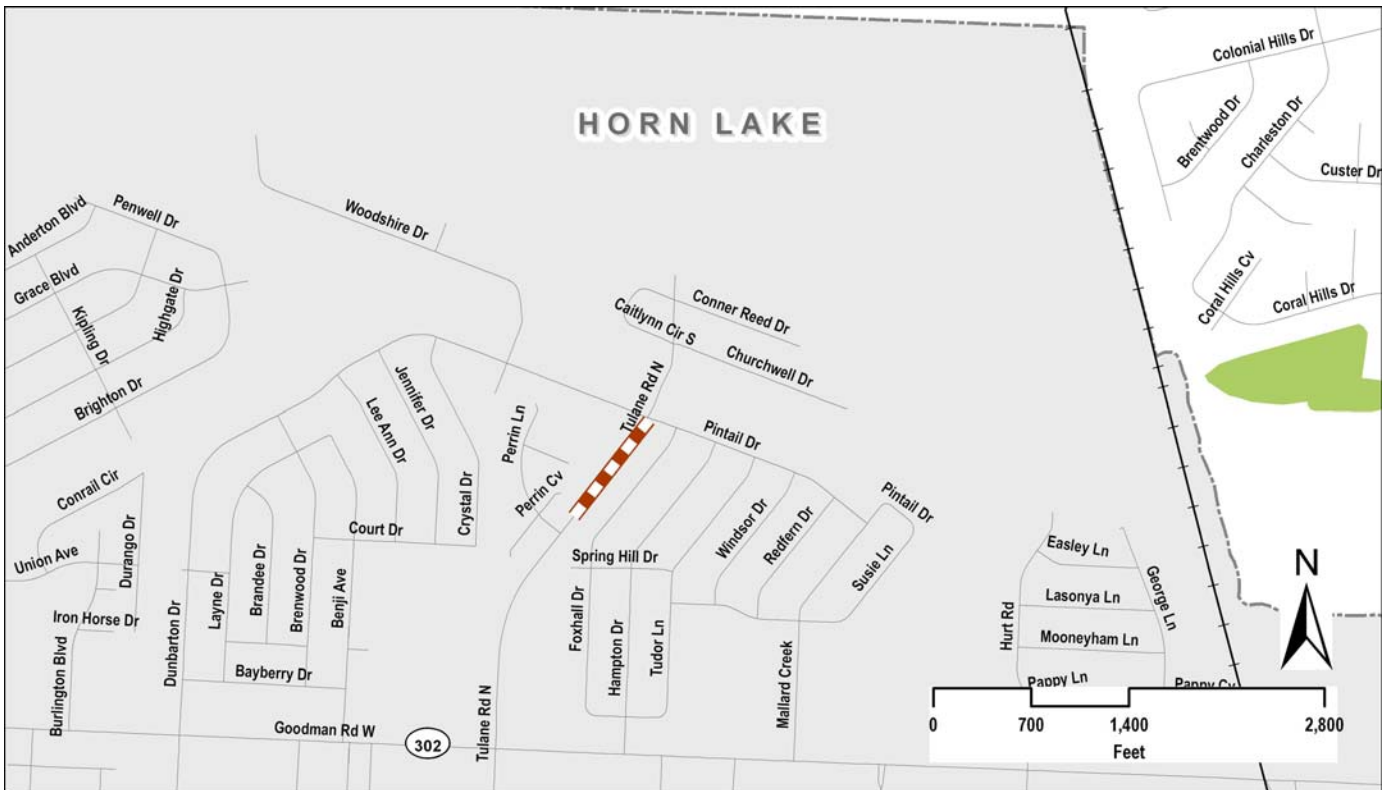 HORN LAKE
Colonial Hills Dr
Brentwood Dr
Charleston Dr
Custer Dr
Coral Hills Cv
Coral Hills Dr
Anderton Blvd
Penwell Dr
Grace Blvd
Highgate Dr
Kipling Dr
Brighton Dr
Woodshire Dr
Conner Reed Dr
Caitlynn Cir S
Churchwell Dr
Tulane Rd N
Pintail Dr
Jennifer Dr
Lee Ann Dr
Crystal Dr
Perrin Ln
Perrin Cv
Court Dr
Conrail Cir
Durango Dr
Union Ave
Iron Horse Dr
Burlington Blvd
Dunbarton Dr
Layne Dr
Brandee Dr
Brenwood Dr
Benji Ave
Bayberry Dr
Goodman Rd W
302
Tulane Rd N
Spring Hill Dr
Foxhall Dr
Hampton Dr
Tudor Ln
Windsor Dr
Redfern Dr
Pintail Dr
Susie Ln
Mallard Creek
Easley Ln
George Ln
Lasonya Ln
Hurt Rd
Mooneyham Ln
Pappy Ln
Pappy Cv
N
0 700 1,400 2,800
Feet